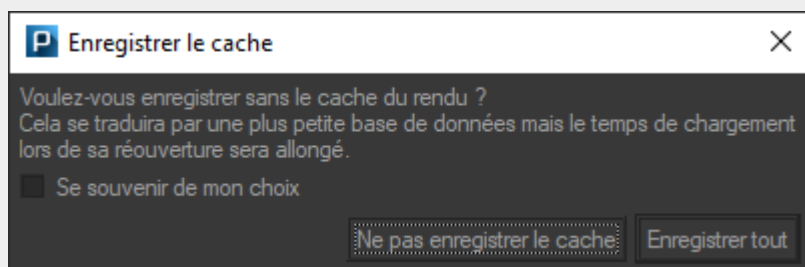 P Enregistrer le cache
Voulez-vous enregistrer sans le cache du rendu ?
Cela se traduira par une plus petite base de données mais le temps de chargement
lors de sa réouverture sera allongé.
Se souvenir de mon choix
Ne pas enregistrer le cache Enregistrer tout